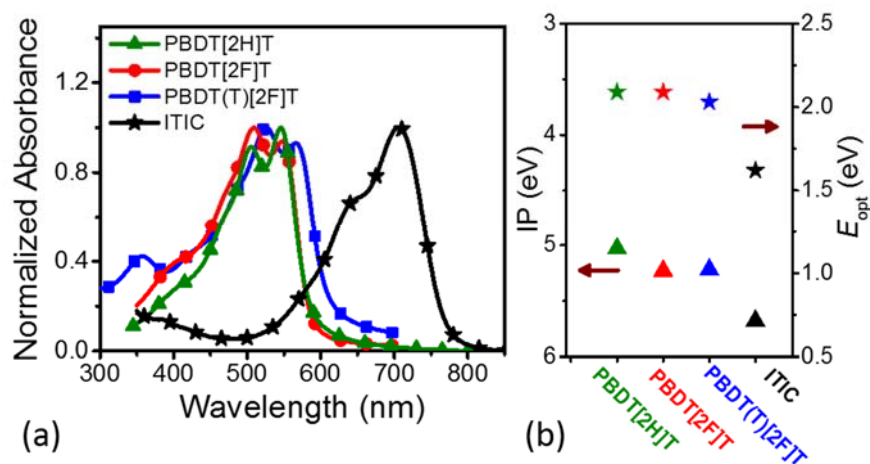 Normalized Absorbance
1.2
0.8
0.4
0.0
PBDT[2H]T
PBDT[2F]T
PBDT(T)[2F]T
ITIC
300 400 500 600 700 800
Wavelength (nm)
(a)
IP (eV)
3
4
5
6
2.5
2.0
1.5
1.0
0.5
E_opt (eV)
PBDT[2H]T
PBDT[2F]T
PBDT(T)[2F]T
ITIC
(b)